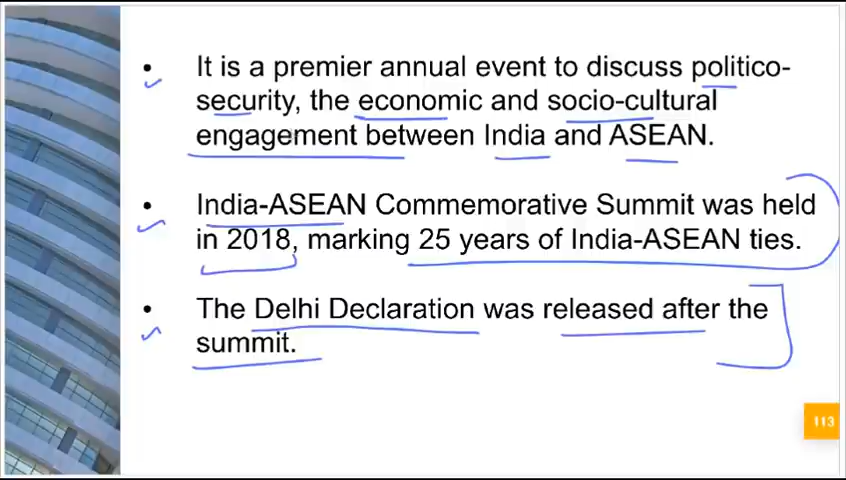 • It is a premier annual event to discuss politico-
security, the economic and socio-cultural
engagement between India and ASEAN.
• India-ASEAN Commemorative Summit was held
in 2018, marking 25 years of India-ASEAN ties.
• The Delhi Declaration was released after the
summit.
113